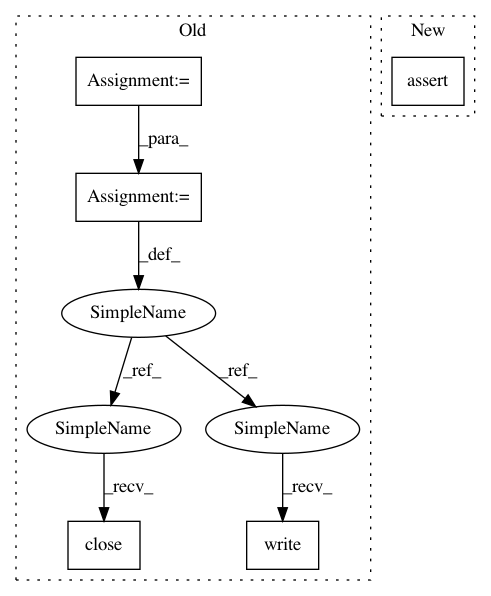 Old
New
Assignment:=
assert
_para_
Assignment:=
_def_
SimpleName
_ref_
_ref_
SimpleName
SimpleName
_recv_
_recv_
close
write